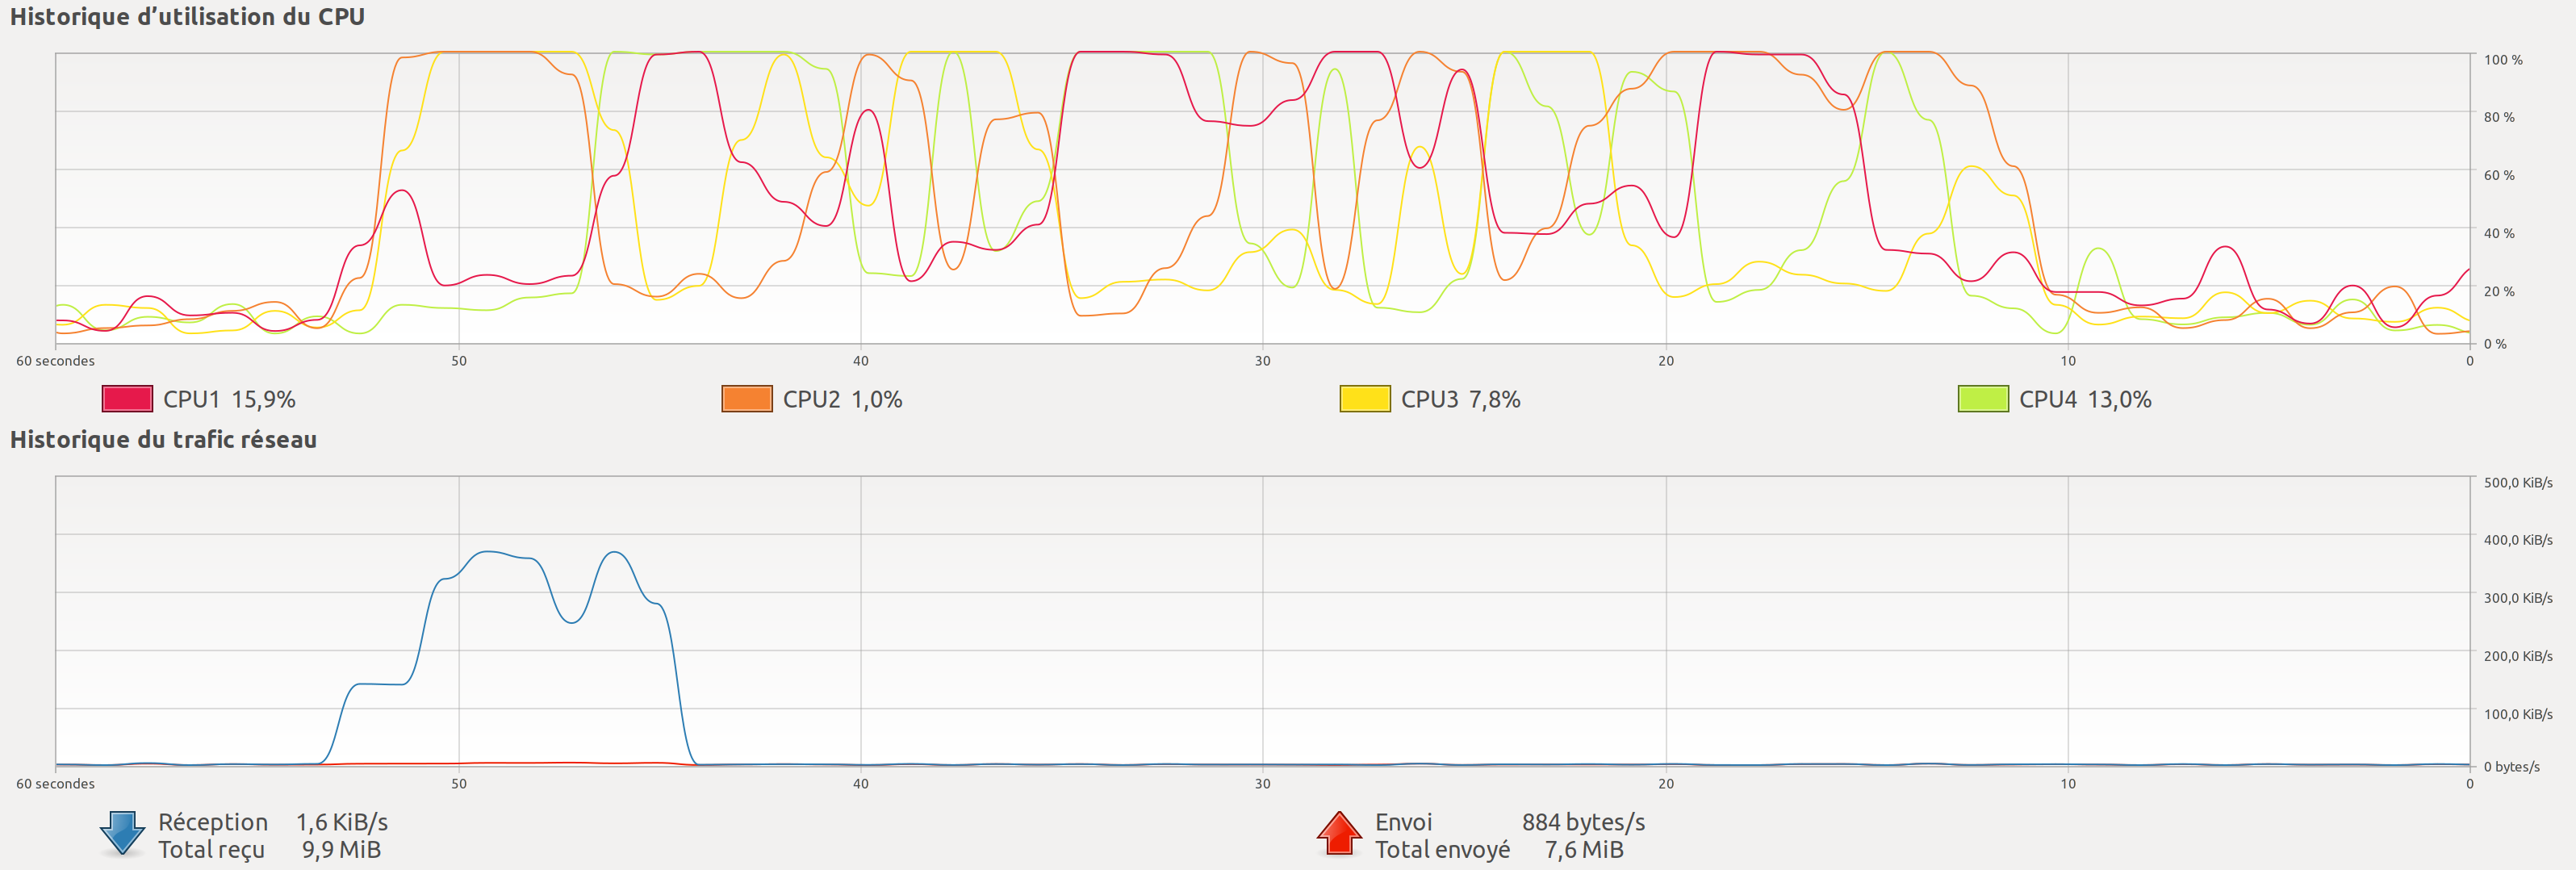 Historique d’utilisation du CPU
100 %
80 %
60 %
40 %
20 %
0 %
60 secondes 50 40 30 20 10 0
CPU1 15,9% CPU2 1,0% CPU3 7,8% CPU4 13,0%
Historique du trafic réseau
500,0 KiB/s
400,0 KiB/s
300,0 KiB/s
200,0 KiB/s
100,0 KiB/s
0 bytes/s
60 secondes 50 40 30 20 10 0
Réception 1,6 KiB/s Envoi 884 bytes/s
Total reçu 9,9 MiB Total envoyé 7,6 MiB